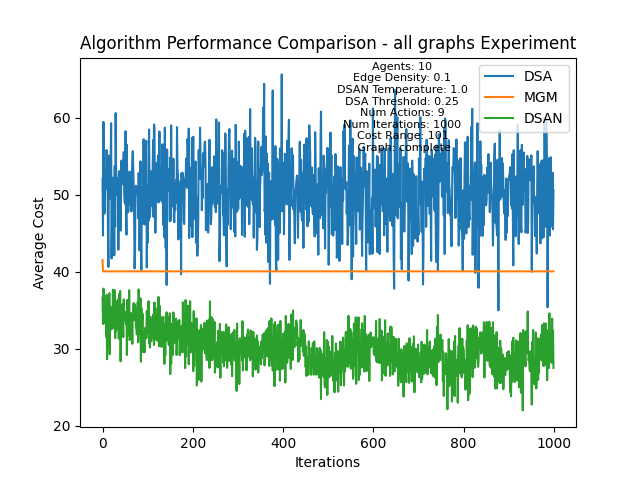 Algorithm Performance Comparison - all graphs Experiment
Agents: 10
Edge Density: 0.1
DSAN Temperature: 1.0
DSA Threshold: 0.25
Num Actions: 9
Num Iterations: 1000
Cost Range: 101
Graph: complete
DSA
MGM
DSAN
Average Cost
60
50
40
30
20
0 200 400 600 800 1000
Iterations